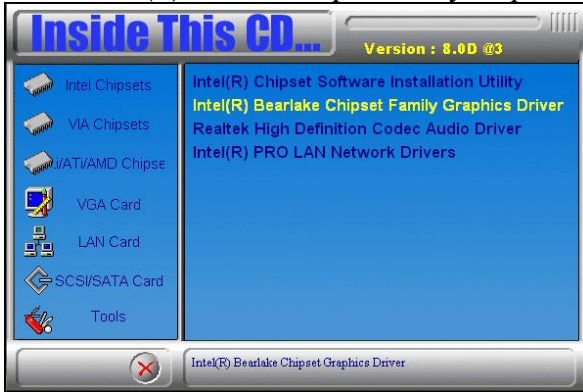 Inside This CD...
Version : 8.0D @3
Intel Chipsets
VIA Chipsets
i/ATi/AMD Chipse
VGA Card
LAN Card
SCSI/SATA Card
Tools
Intel(R) Chipset Software Installation Utility
Intel(R) Bearlake Chipset Family Graphics Driver
Realtek High Definition Codec Audio Driver
Intel(R) PRO LAN Network Drivers
Intel(R) Bearlake Chipset Graphics Driver